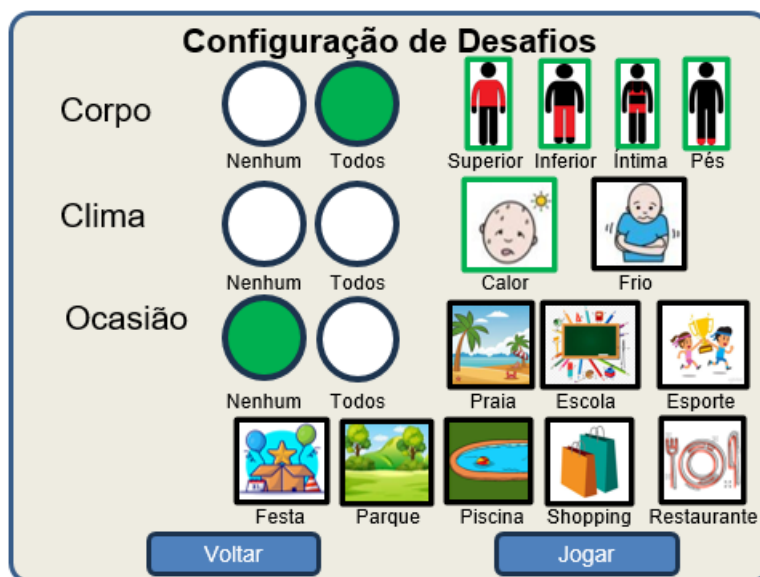 Configuração de Desafios
Corpo
Nenhum Todos Superior Inferior Íntima Pés
Clima
Nenhum Todos Calor Frio
Ocasião
Nenhum Todos Praia Escola Esporte
Festa Parque Piscina Shopping Restaurante
Voltar Jogar